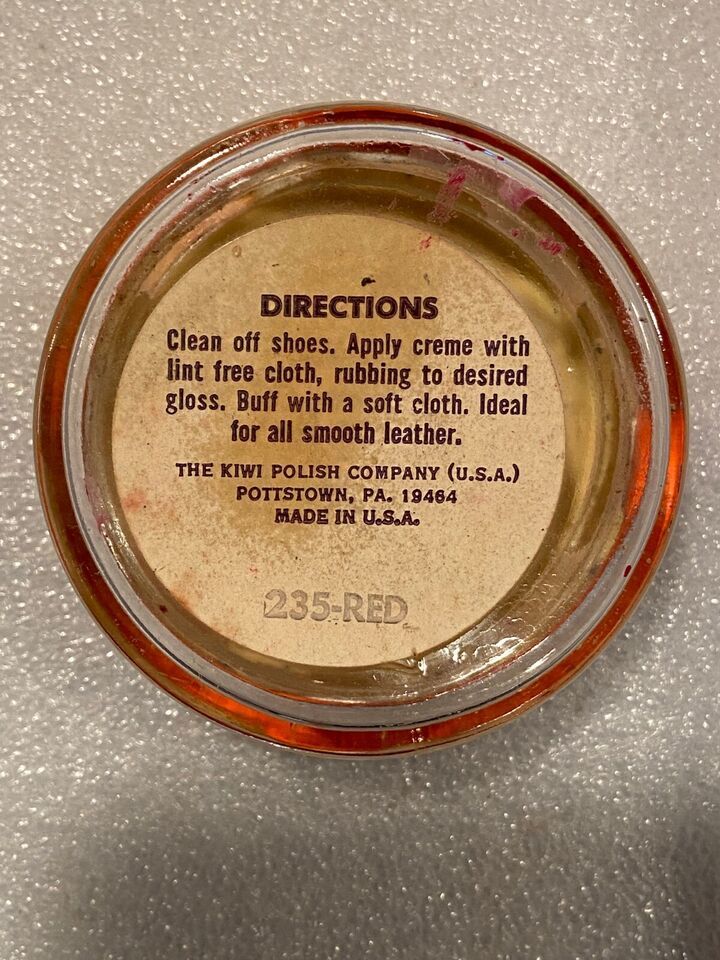 DIRECTIONS
Clean off shoes. Apply creme with
lint free cloth, rubbing to desired
gloss. Buff with a soft cloth. Ideal
for all smooth leather.
THE KIWI POLISH COMPANY (U.S.A.)
POTTSTOWN, PA. 19464
MADE IN U.S.A.
235-RED